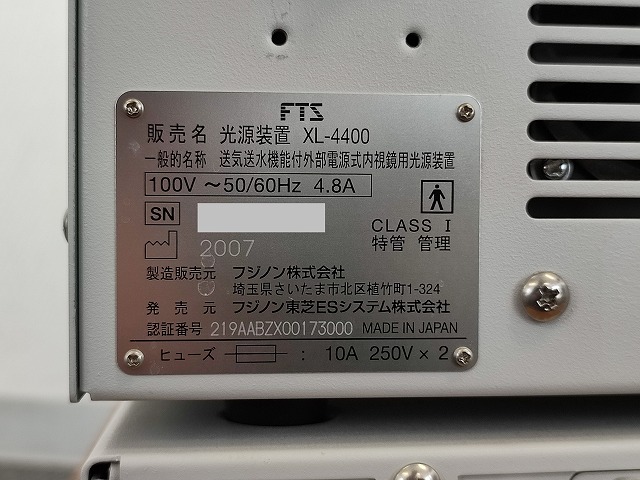 FTS
販売名 光源装置 XL-4400
一般的名称 送気送水機能付外部電源式内視鏡用光源装置
100V ～50/60Hz 4.8A
SN
CLASS I
2007
特管 管理
製造販売元 フジノン株式会社
埼玉県さいたま市北区植竹町1-324
発売元 フジノン東芝ESシステム株式会社
認証番号 219AABZX00173000 MADE IN JAPAN
ヒューズ : 10A 250V × 2